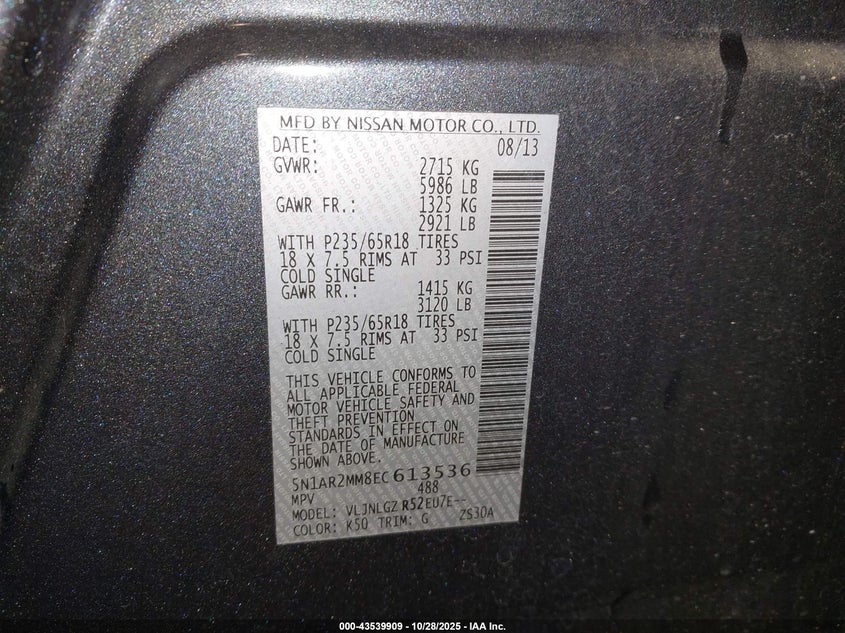 MFD BY NISSAN MOTOR CO., LTD.
DATE: 08/13
GVWR: 2715 KG
5986 LB
GAWR FR.: 1325 KG
2921 LB
WITH P235/65R18 TIRES
18 X 7.5 RIMS AT 33 PSI
COLD SINGLE
GAWR RR.: 1415 KG
3120 LB
WITH P235/65R18 TIRES
18 X 7.5 RIMS AT 33 PSI
COLD SINGLE
THIS VEHICLE CONFORMS TO
ALL APPLICABLE FEDERAL
MOTOR VEHICLE SAFETY AND
THEFT PREVENTION
STANDARDS IN EFFECT ON
THE DATE OF MANUFACTURE
SHOWN ABOVE.
5N1AR2MM8EC613536
MPV 488
MODEL: VLJNLGZ R52EU7E--
COLOR: K50 TRIM: G ZS30A
000-43539909 | 10/28/2025 - IAA Inc.